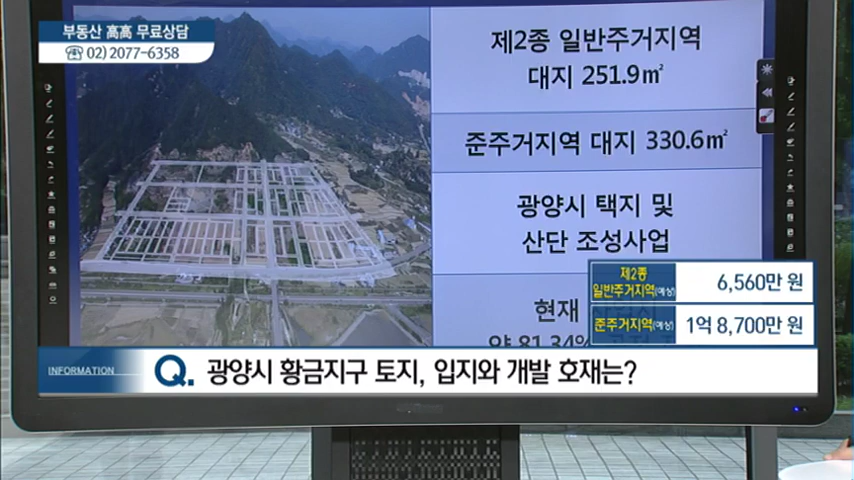 부동산 高高 무료상담
☎ 02) 2077-6358
제2종 일반주거지역
대지 251.9㎡
준주거지역 대지 330.6㎡
광양시 택지 및
산단 조성사업
현재
약 81.34%
제2종
일반주거지역(예상)
6,560만 원
준주거지역(예상)
1억 8,700만 원
INFORMATION
Q. 광양시 황금지구 토지, 입지와 개발 호재는?